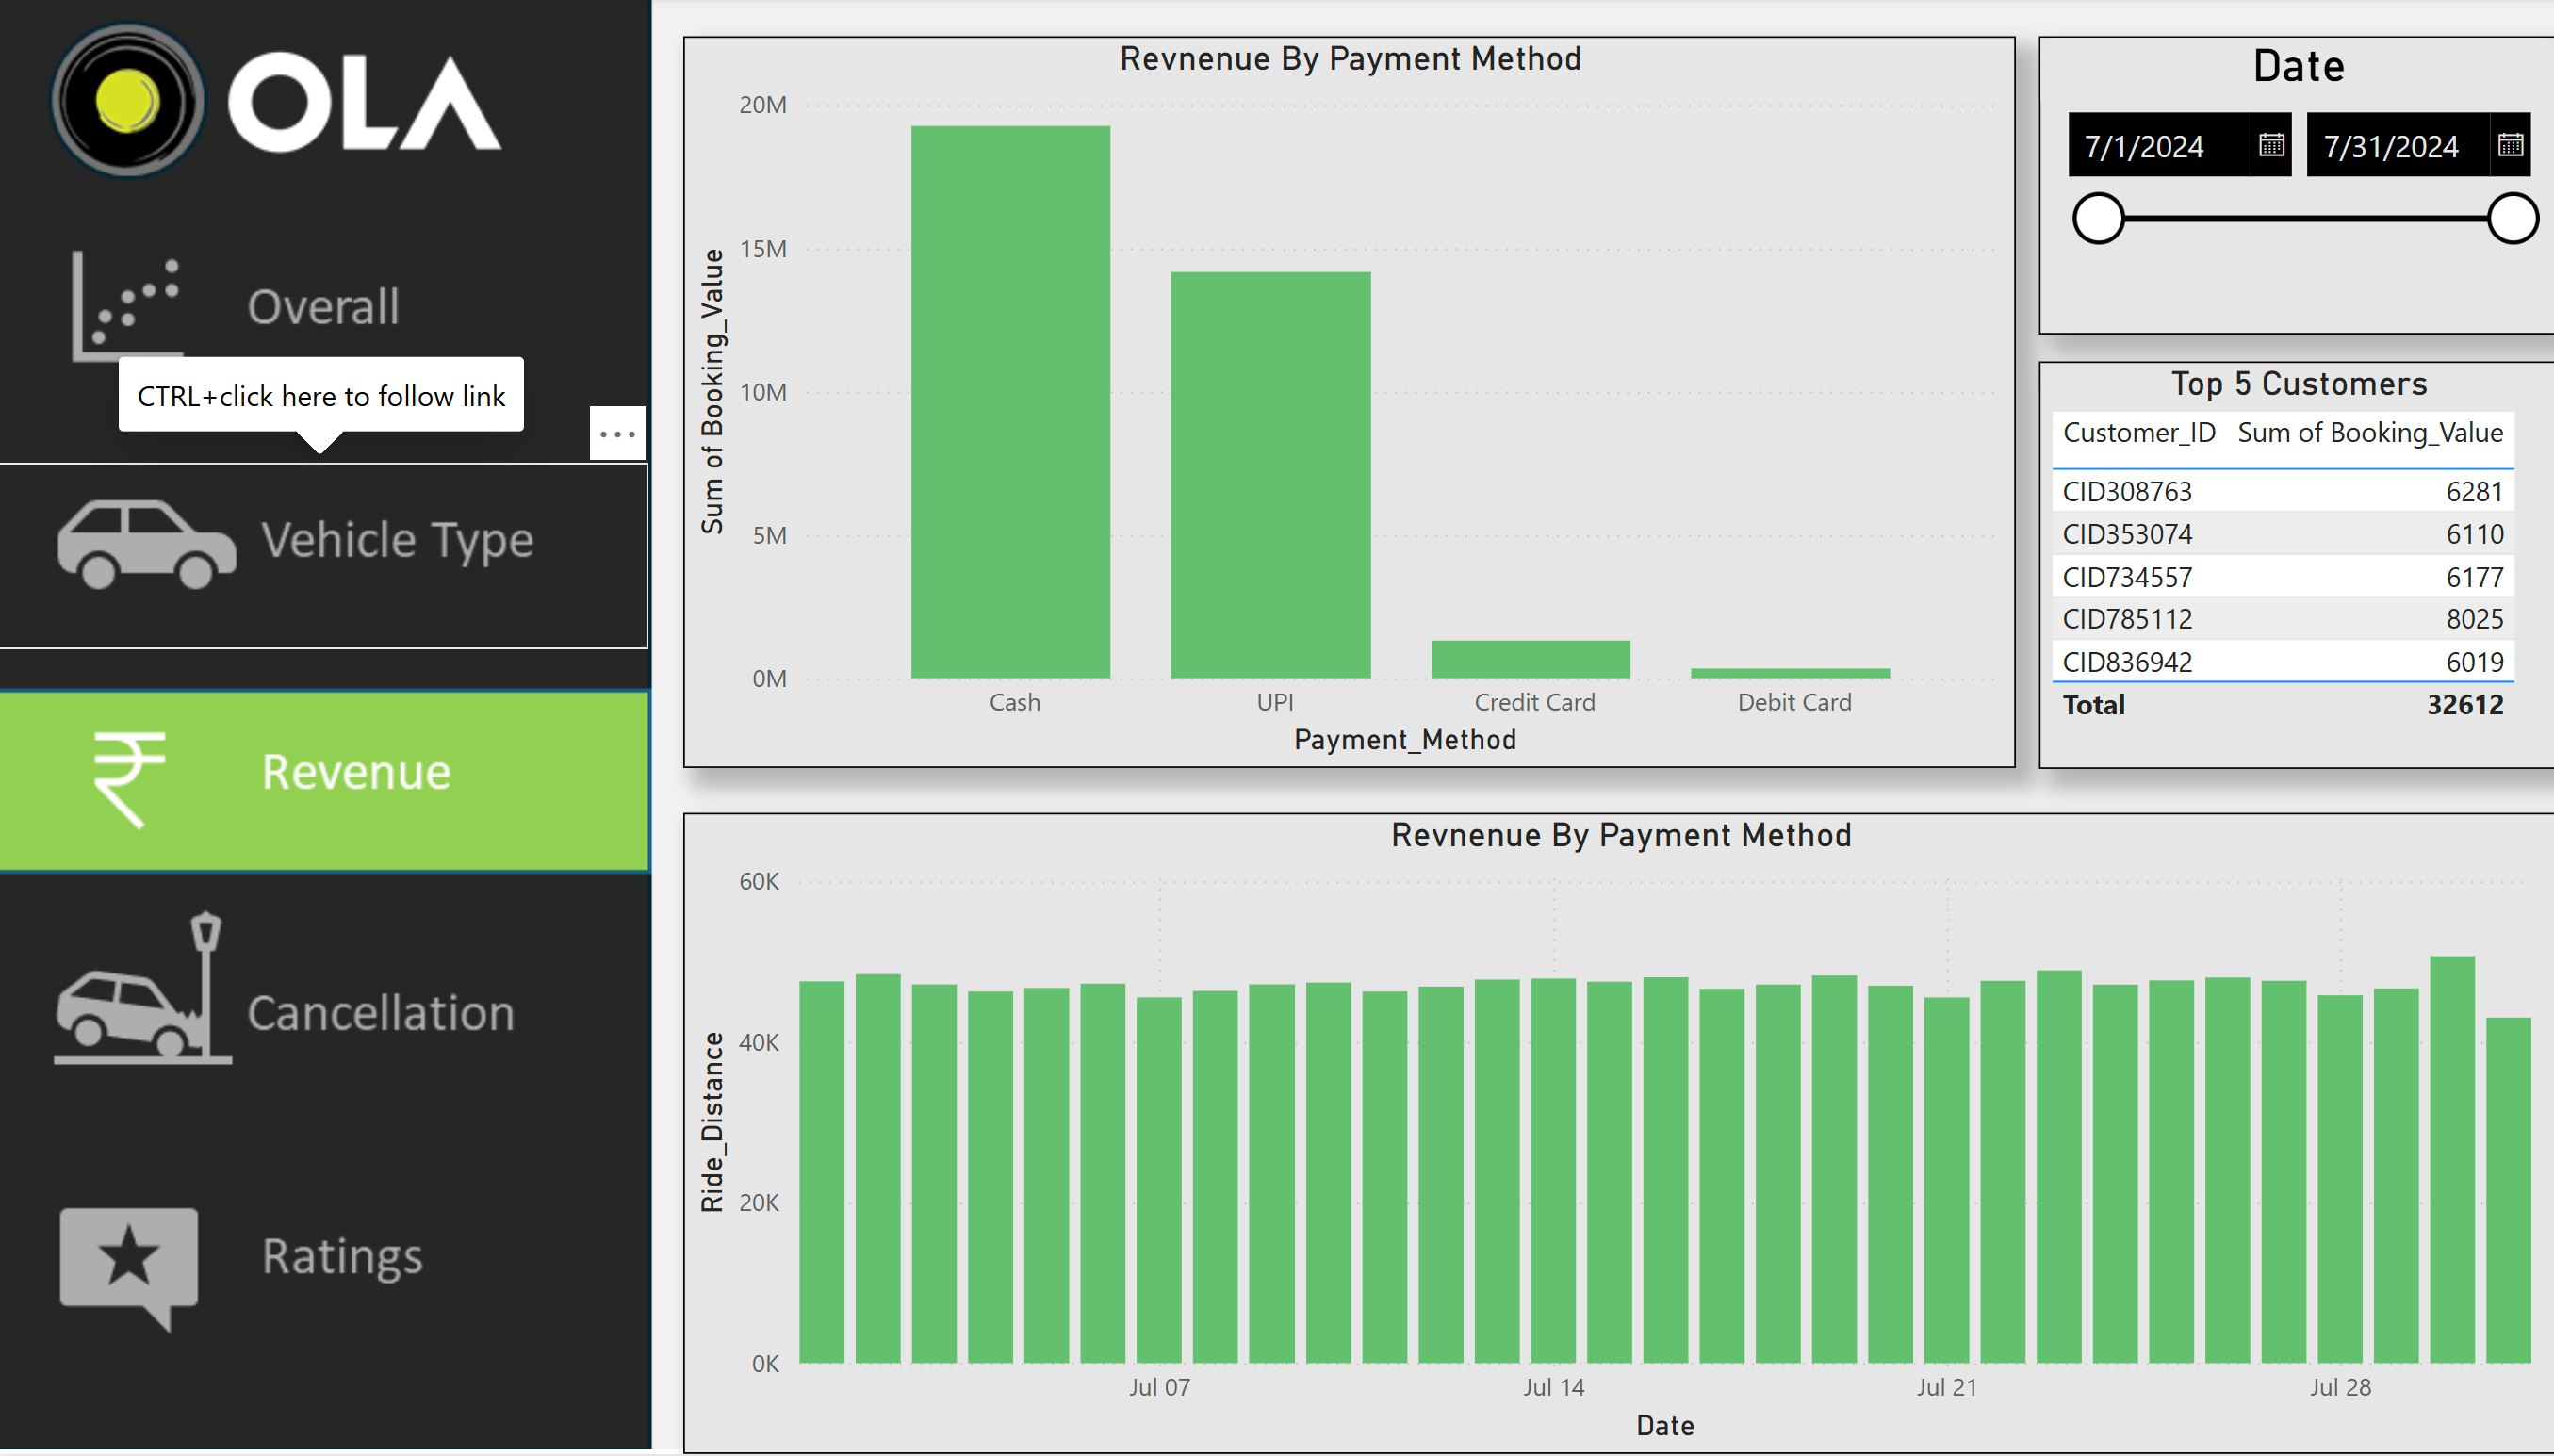 OLA
Overall
CTRL+click here to follow link
...
Vehicle Type
Revenue
Cancellation
Ratings
Revnenue By Payment Method
Sum of Booking_Value
20M
15M
10M
5M
0M
Cash UPI Credit Card Debit Card
Payment_Method
Date
7/1/2024 7/31/2024
Top 5 Customers
Customer_ID Sum of Booking_Value
CID308763 6281
CID353074 6110
CID734557 6177
CID785112 8025
CID836942 6019
Total 32612
Revnenue By Payment Method
Ride_Distance
60K
40K
20K
0K
Jul 07 Jul 14 Jul 21 Jul 28
Date